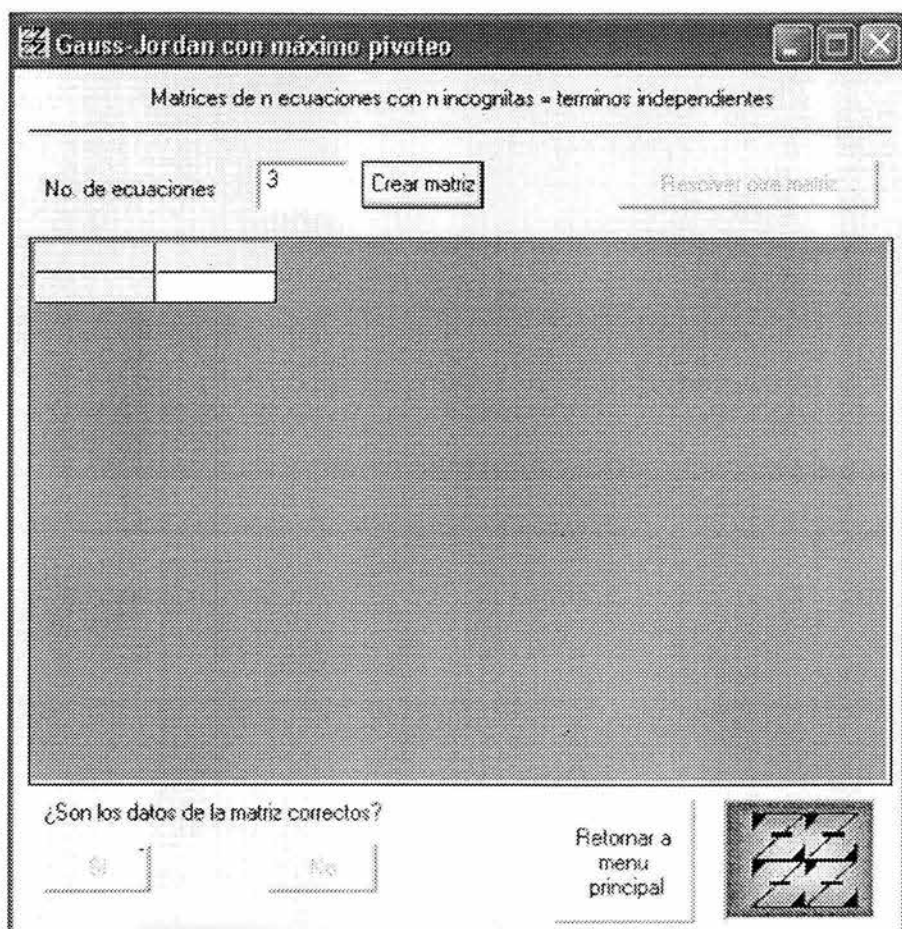 Gauss-Jordan con máximo pivoteo
Matrices de n ecuaciones con n incognitas = terminos independientes
No. de ecuaciones
3
Crear matriz
Resolver otra matriz
¿Son los datos de la matriz correctos?
Si
No
Retornar a
menu
principal